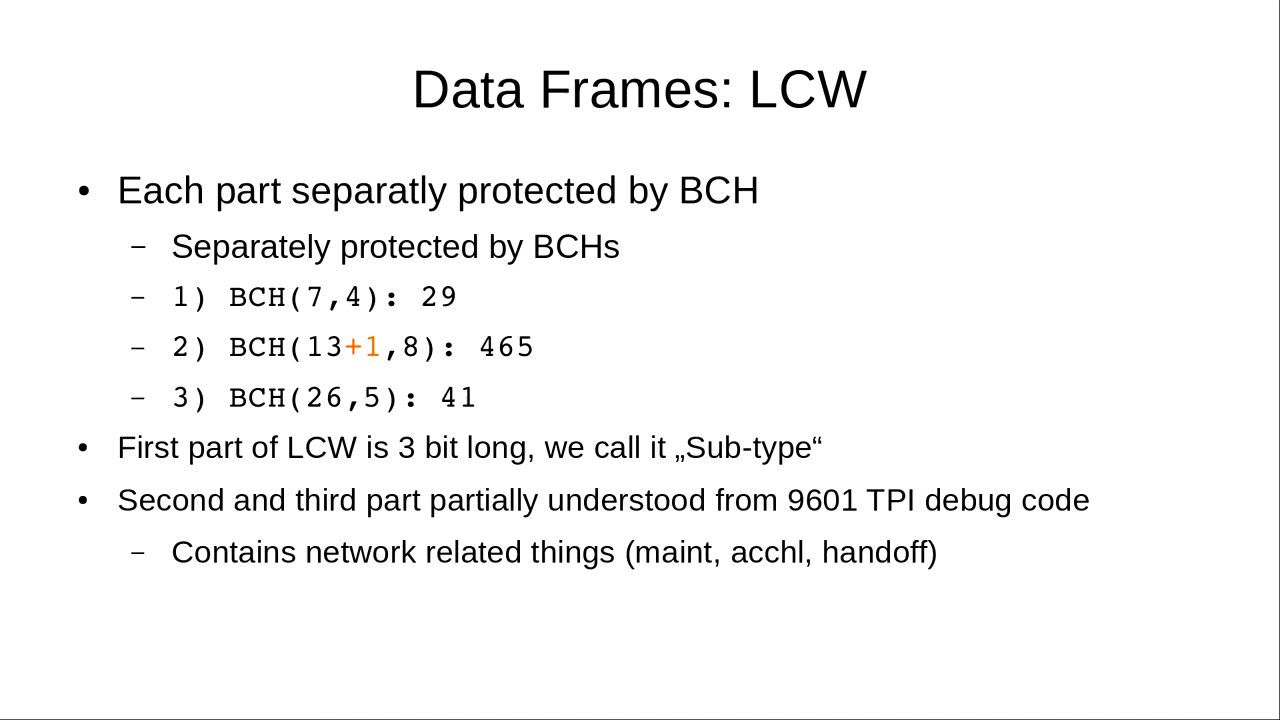 Data Frames: LCW
• Each part separatly protected by BCH
– Separately protected by BCHs
– 1) BCH(7,4): 29
– 2) BCH(13+1,8): 465
– 3) BCH(26,5): 41
• First part of LCW is 3 bit long, we call it „Sub-type“
• Second and third part partially understood from 9601 TPI debug code
– Contains network related things (maint, acchl, handoff)